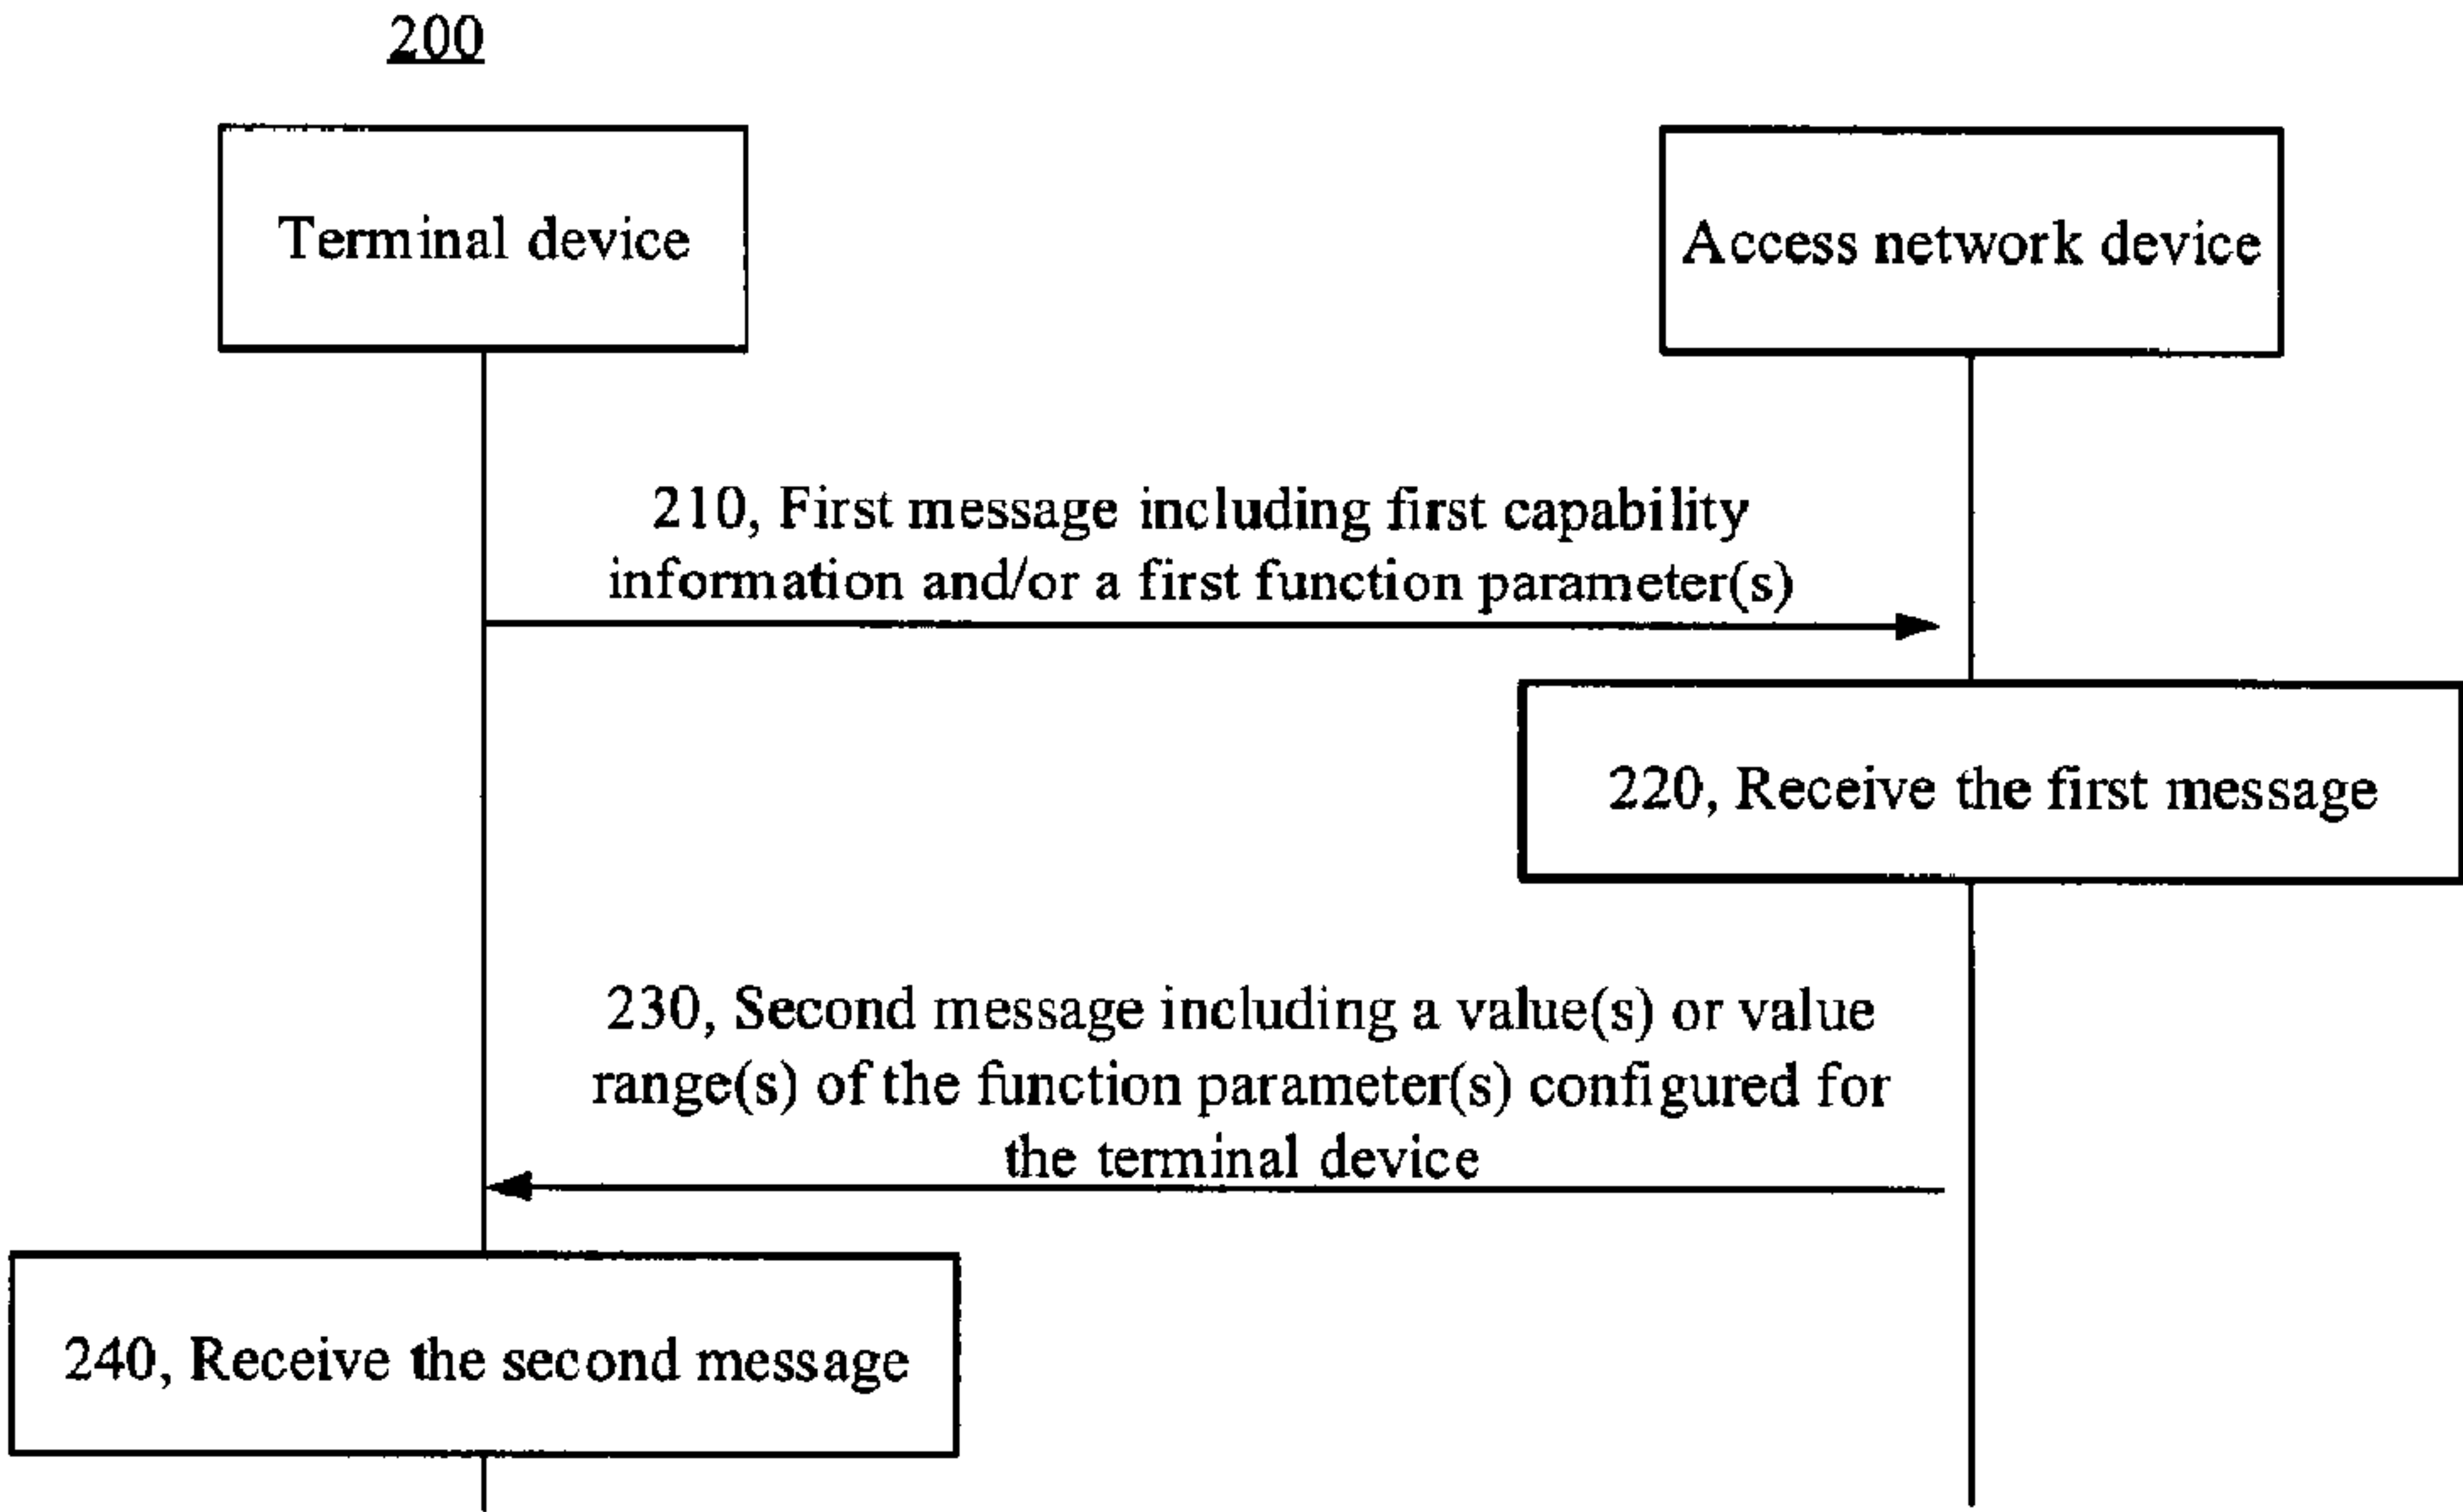 200
Terminal device
Access network device
210, First message including first capability
information and/or a first function parameter(s)
220, Receive the first message
230, Second message including a value(s) or value
range(s) of the function parameter(s) configured for
the terminal device
240, Receive the second message